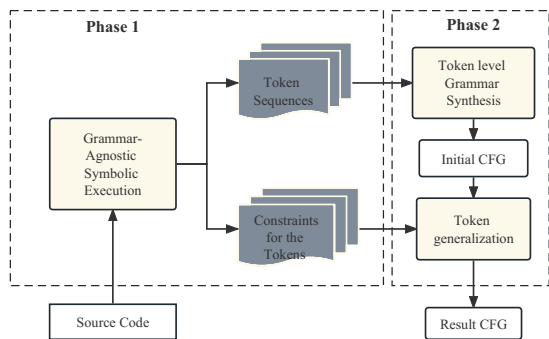 Phase 1
Phase 2
Token
Sequences
Token level
Grammar
Synthesis
Grammar-
Agnostic
Symbolic
Execution
Initial CFG
Constraints
for the
Tokens
Token
generalization
Source Code
Result CFG